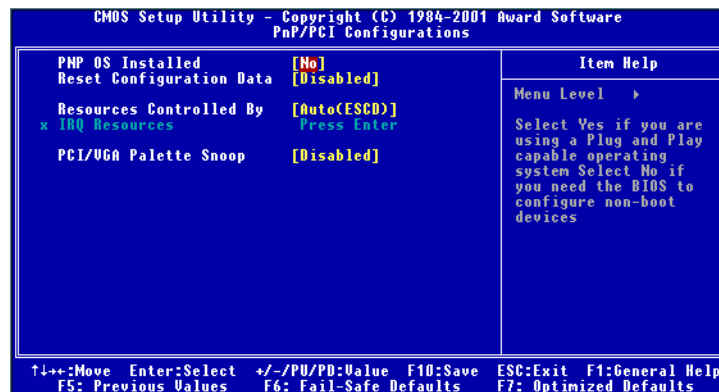 CMOS Setup Utility - Copyright (C) 1984-2001 Award Software
PnP/PCI Configurations
PNP OS Installed [No]
Reset Configuration Data [Disabled]
Resources Controlled By [Auto(ESCD)]
x IRQ Resources Press Enter
PCI/VGA Palette Snoop [Disabled]
Item Help
Menu Level ▸
Select Yes if you are
using a Plug and Play
capable operating
system Select No if
you need the BIOS to
configure non-boot
devices
↑↓→←:Move Enter:Select +/-/PU/PD:Value F10:Save ESC:Exit F1:General Help
F5: Previous Values F6: Fail-Safe Defaults F7: Optimized Defaults